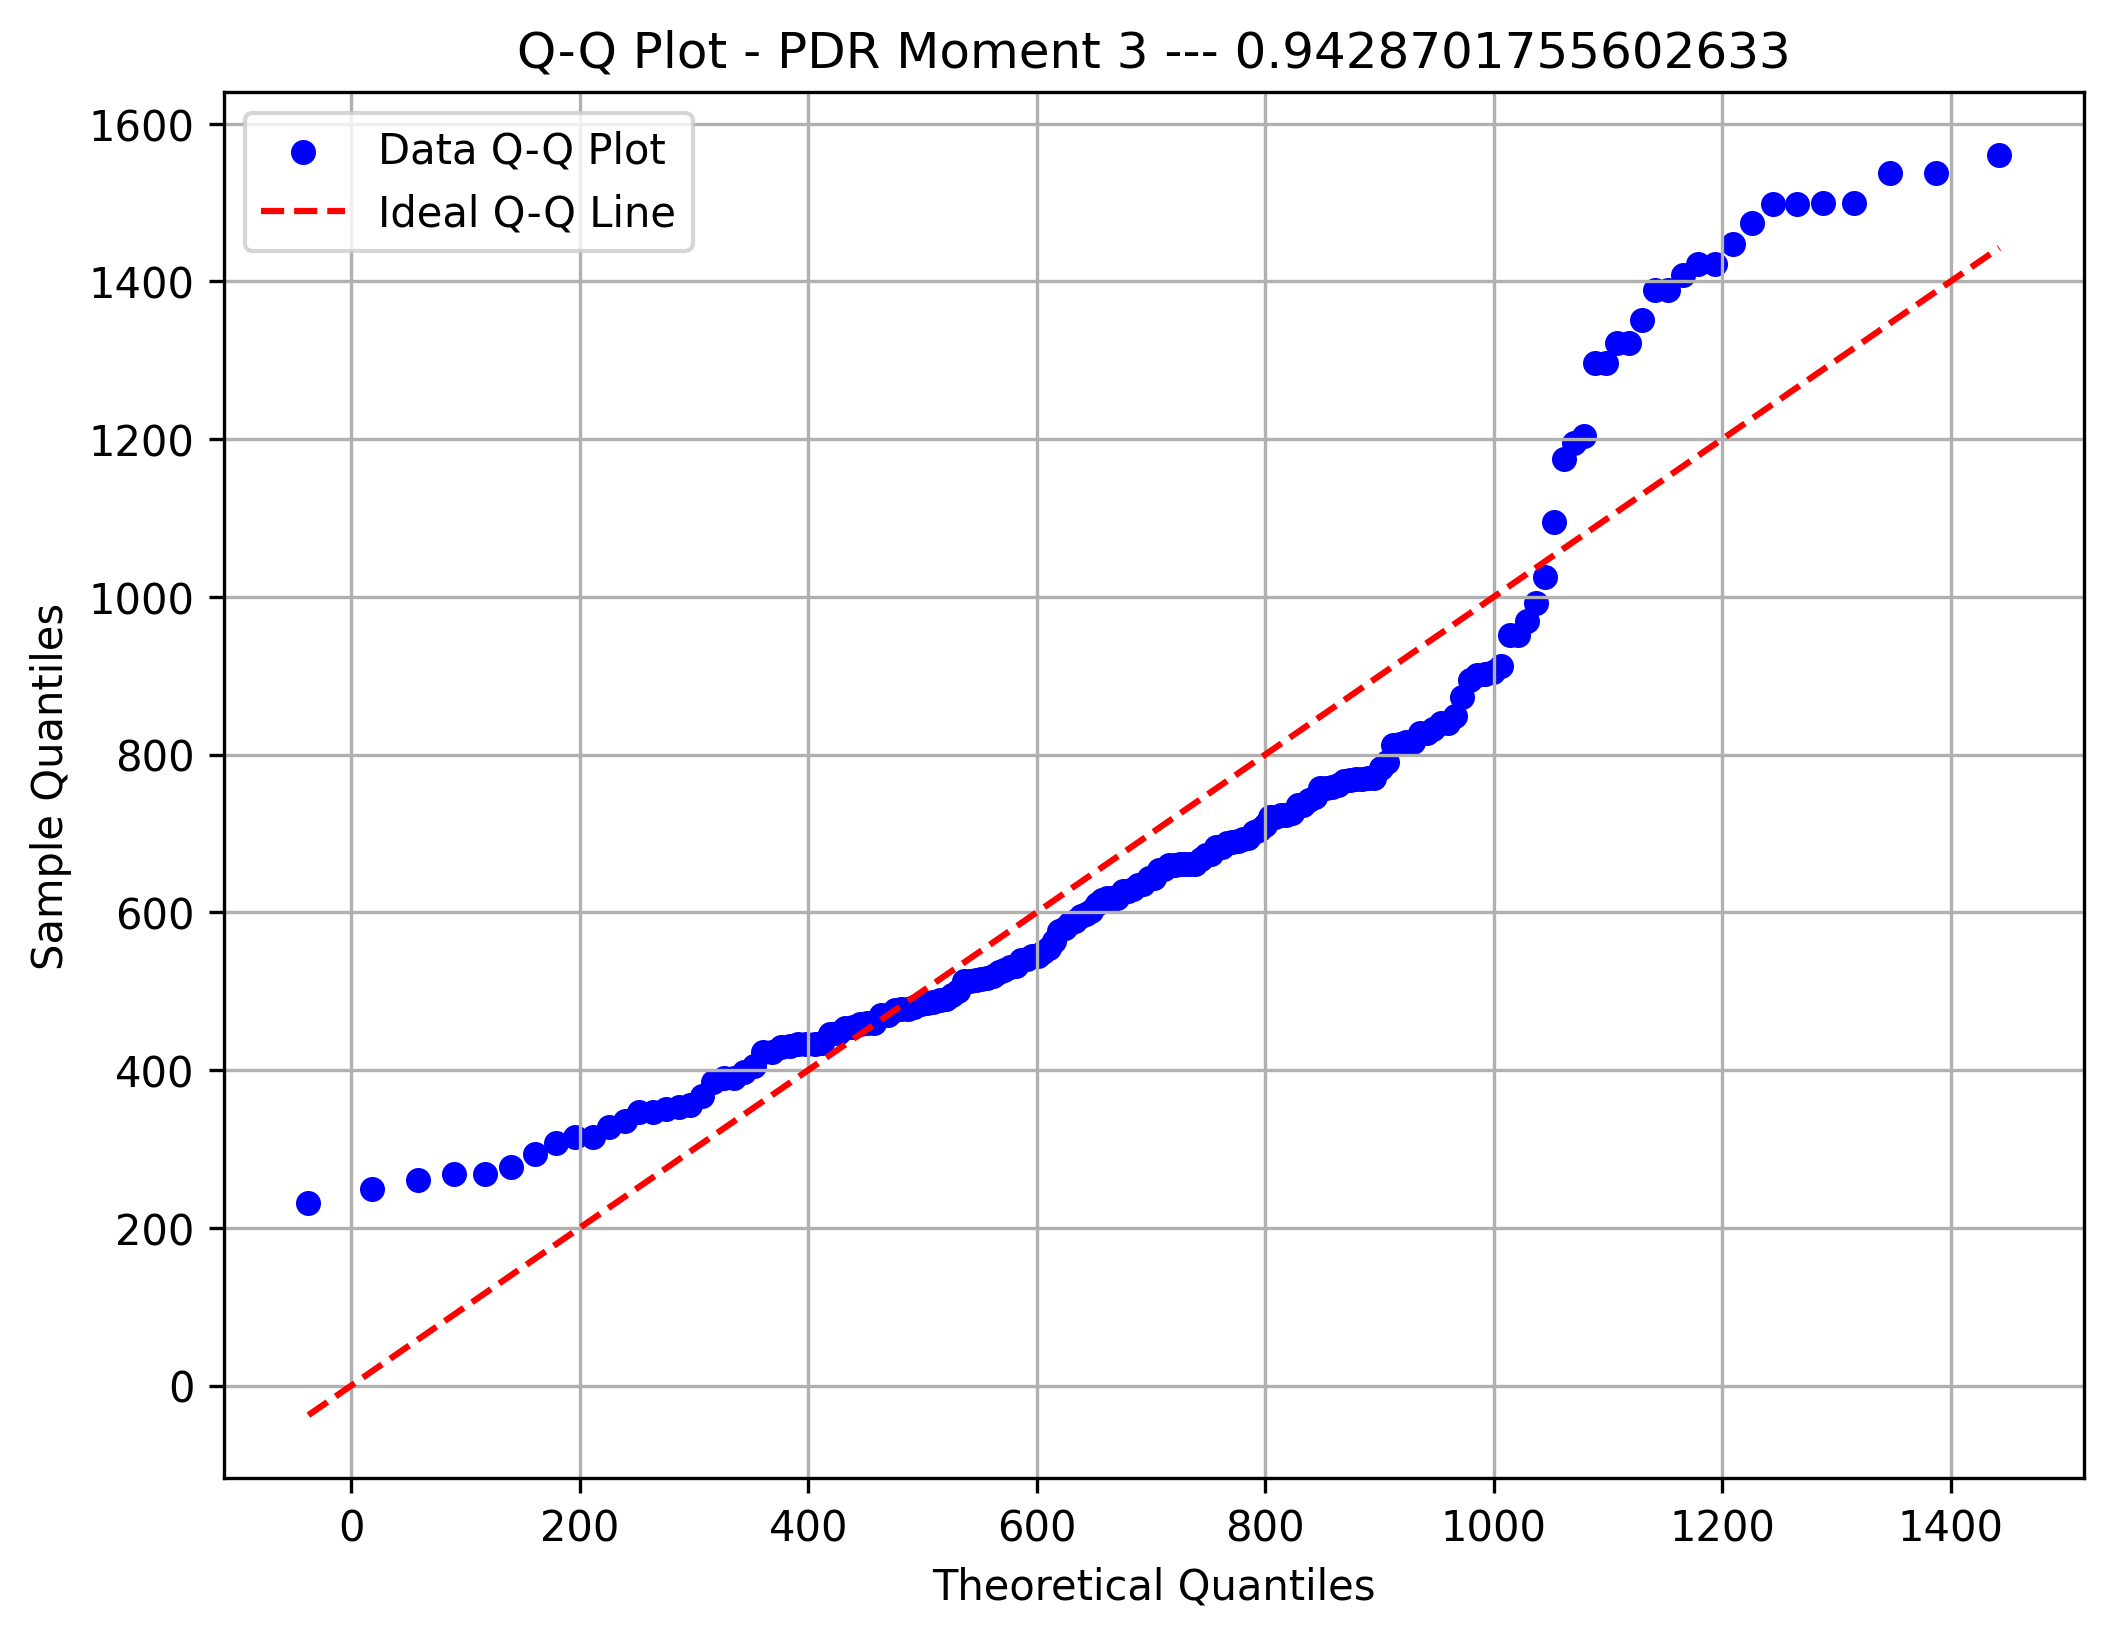 Q-Q Plot - PDR Moment 3 --- 0.9428701755602633
Data Q-Q Plot
Ideal Q-Q Line
1600
1400
1200
1000
800
600
400
200
0
Sample Quantiles
0 200 400 600 800 1000 1200 1400
Theoretical Quantiles